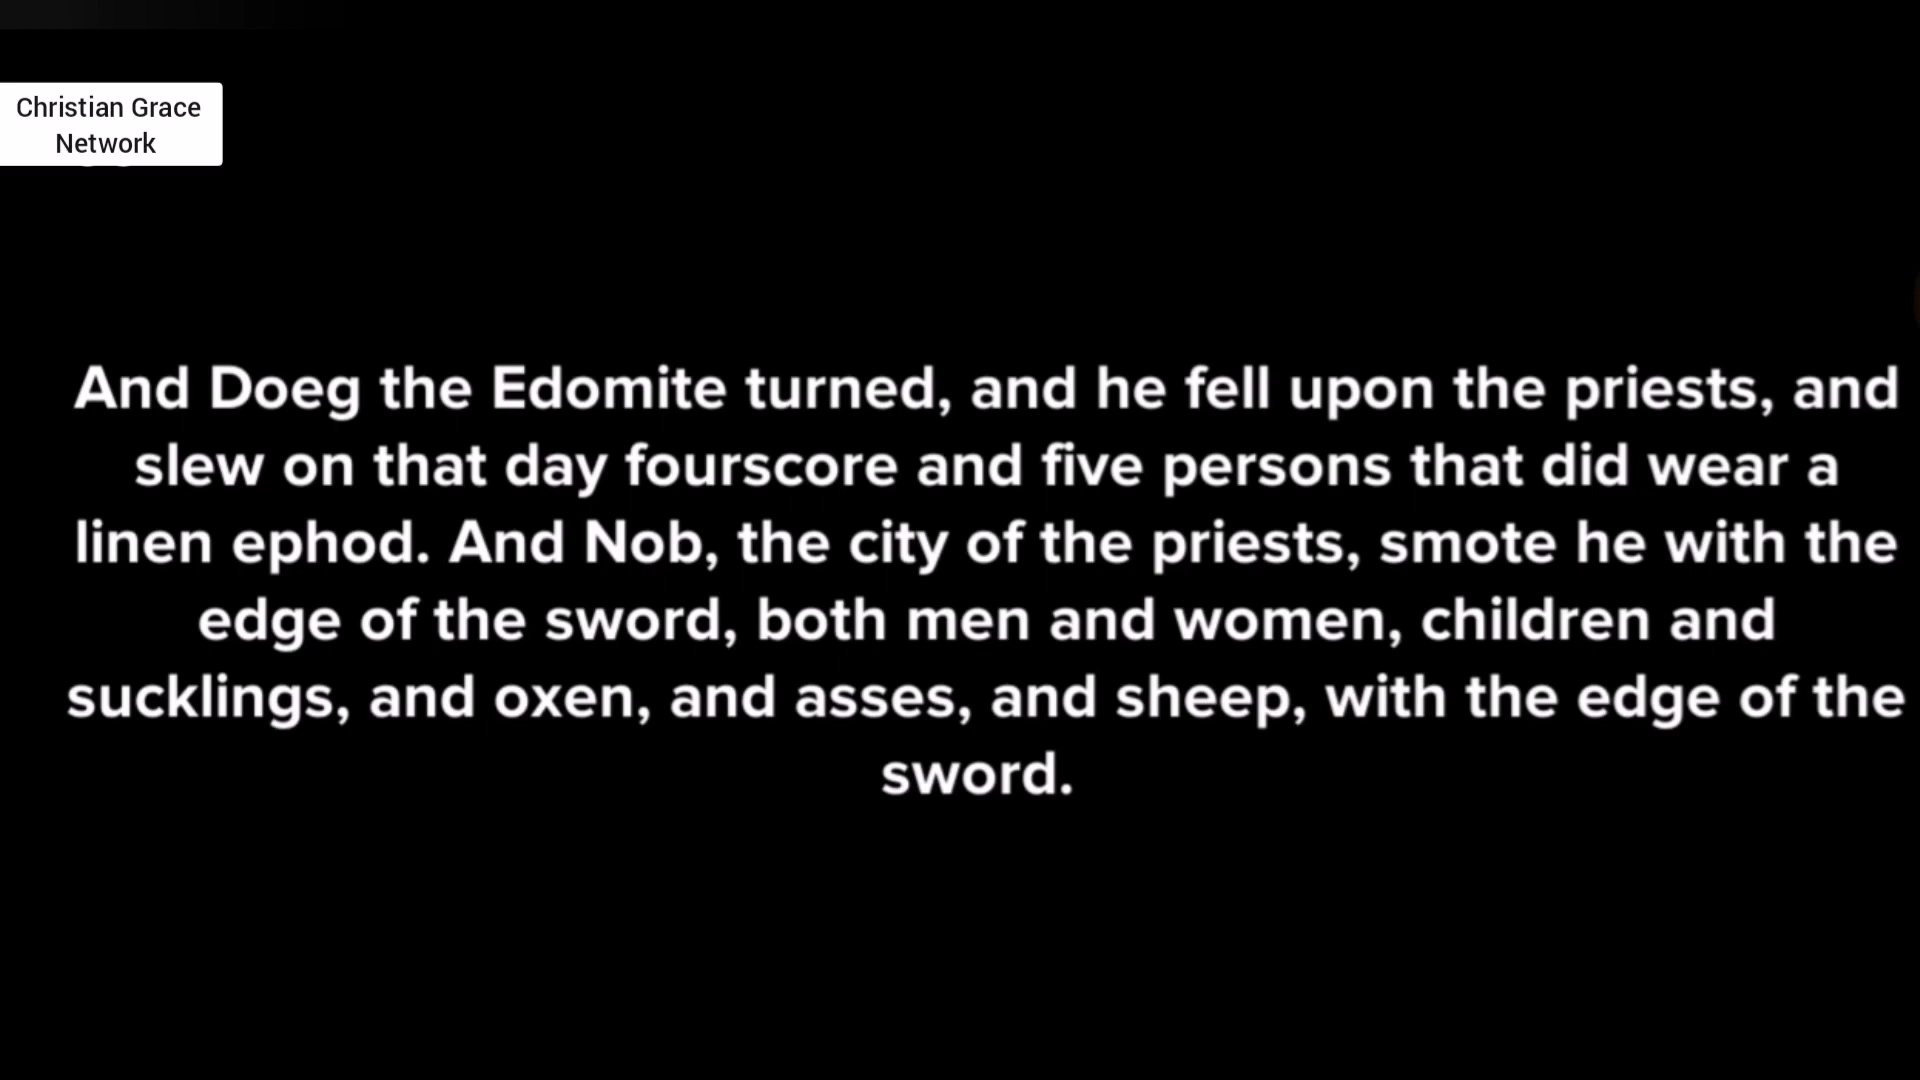 Christian Grace
Network
And Doeg the Edomite turned, and he fell upon the priests, and
slew on that day fourscore and five persons that did wear a
linen ephod. And Nob, the city of the priests, smote he with the
edge of the sword, both men and women, children and
sucklings, and oxen, and asses, and sheep, with the edge of the
sword.